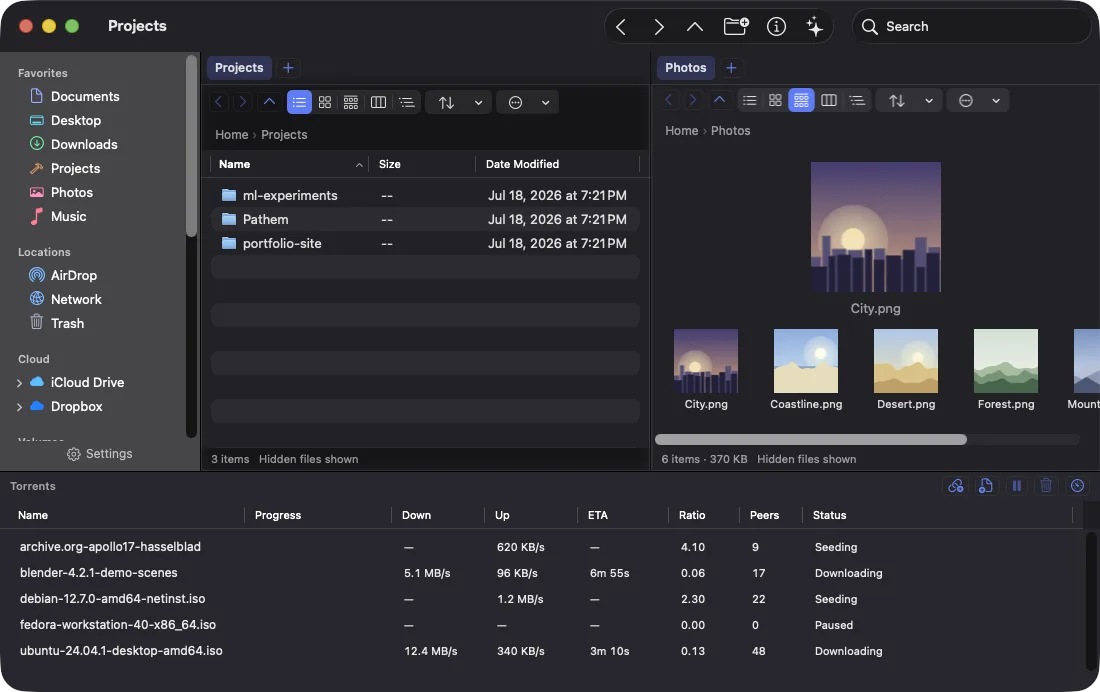 Projects
Search
Favorites
Documents
Desktop
Downloads
Projects
Photos
Music
Locations
AirDrop
Network
Trash
Cloud
iCloud Drive
Dropbox
Settings
Projects +
Home › Projects
Name Size Date Modified
ml-experiments -- Jul 18, 2026 at 7:21 PM
Pathem -- Jul 18, 2026 at 7:21 PM
portfolio-site -- Jul 18, 2026 at 7:21 PM
3 items Hidden files shown
Photos +
Home › Photos
City.png
City.png Coastline.png Desert.png Forest.png Mount
6 items · 370 KB Hidden files shown
Torrents
Name Progress Down Up ETA Ratio Peers Status
archive.org-apollo17-hasselblad — 620 KB/s — 4.10 9 Seeding
blender-4.2.1-demo-scenes 5.1 MB/s 96 KB/s 6m 55s 0.06 17 Downloading
debian-12.7.0-amd64-netinst.iso — 1.2 MB/s — 2.30 22 Seeding
fedora-workstation-40-x86_64.iso — — — 0.00 0 Paused
ubuntu-24.04.1-desktop-amd64.iso 12.4 MB/s 340 KB/s 3m 10s 0.13 48 Downloading